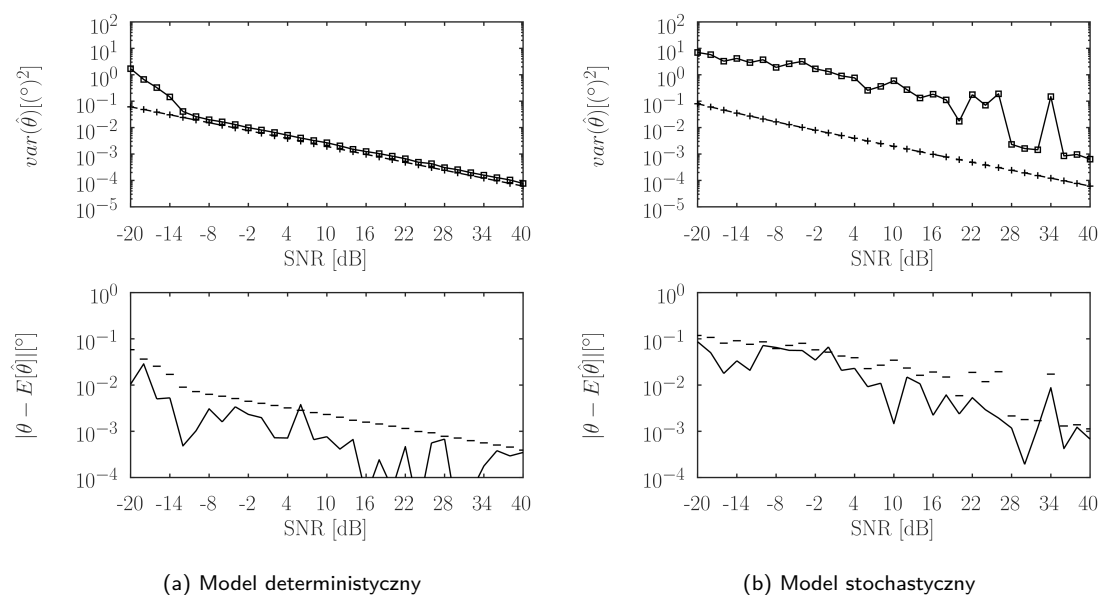 10^2
10^1
10^0
10^-1
10^-2
10^-3
10^-4
10^-5
var(θ̂)[(°)^2]
-20 -14 -8 -2 4 10 16 22 28 34 40
SNR [dB]
10^2
10^1
10^0
10^-1
10^-2
10^-3
10^-4
10^-5
var(θ̂)[(°)^2]
-20 -14 -8 -2 4 10 16 22 28 34 40
SNR [dB]
10^0
10^-1
10^-2
10^-3
10^-4
|θ − E[θ̂]|[°]
-20 -14 -8 -2 4 10 16 22 28 34 40
SNR [dB]
(a) Model deterministyczny
10^0
10^-1
10^-2
10^-3
10^-4
|θ − E[θ̂]|[°]
-20 -14 -8 -2 4 10 16 22 28 34 40
SNR [dB]
(b) Model stochastyczny